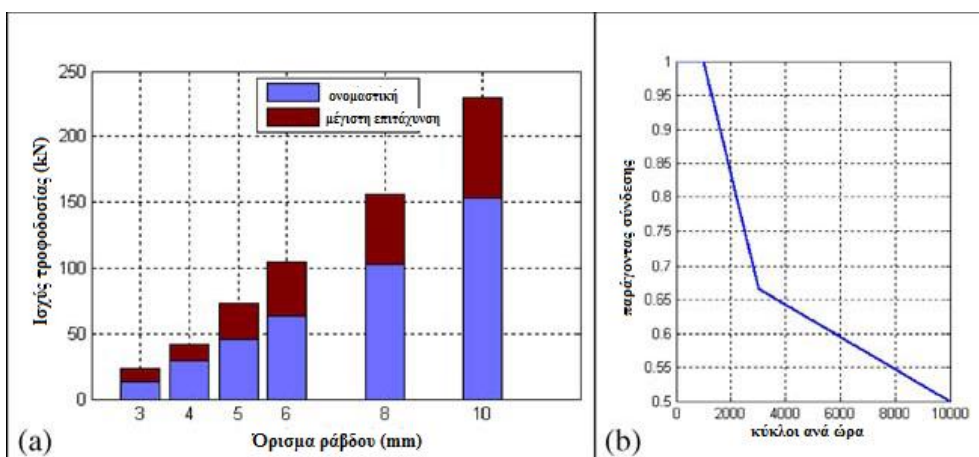 250
200
150
100
50
0
ονομαστική
μέγιστη επιτάχυνση
Ισχύς τροφοδοσίας (kN)
3 4 5 6 8 10
Όρισμα ράβδου (mm)
(a)
1
0.95
0.9
0.85
0.8
0.75
0.7
0.65
0.6
0.55
0.5
παράγοντας σύνδεσης
0 2000 4000 6000 8000 10000
κύκλοι ανά ώρα
(b)